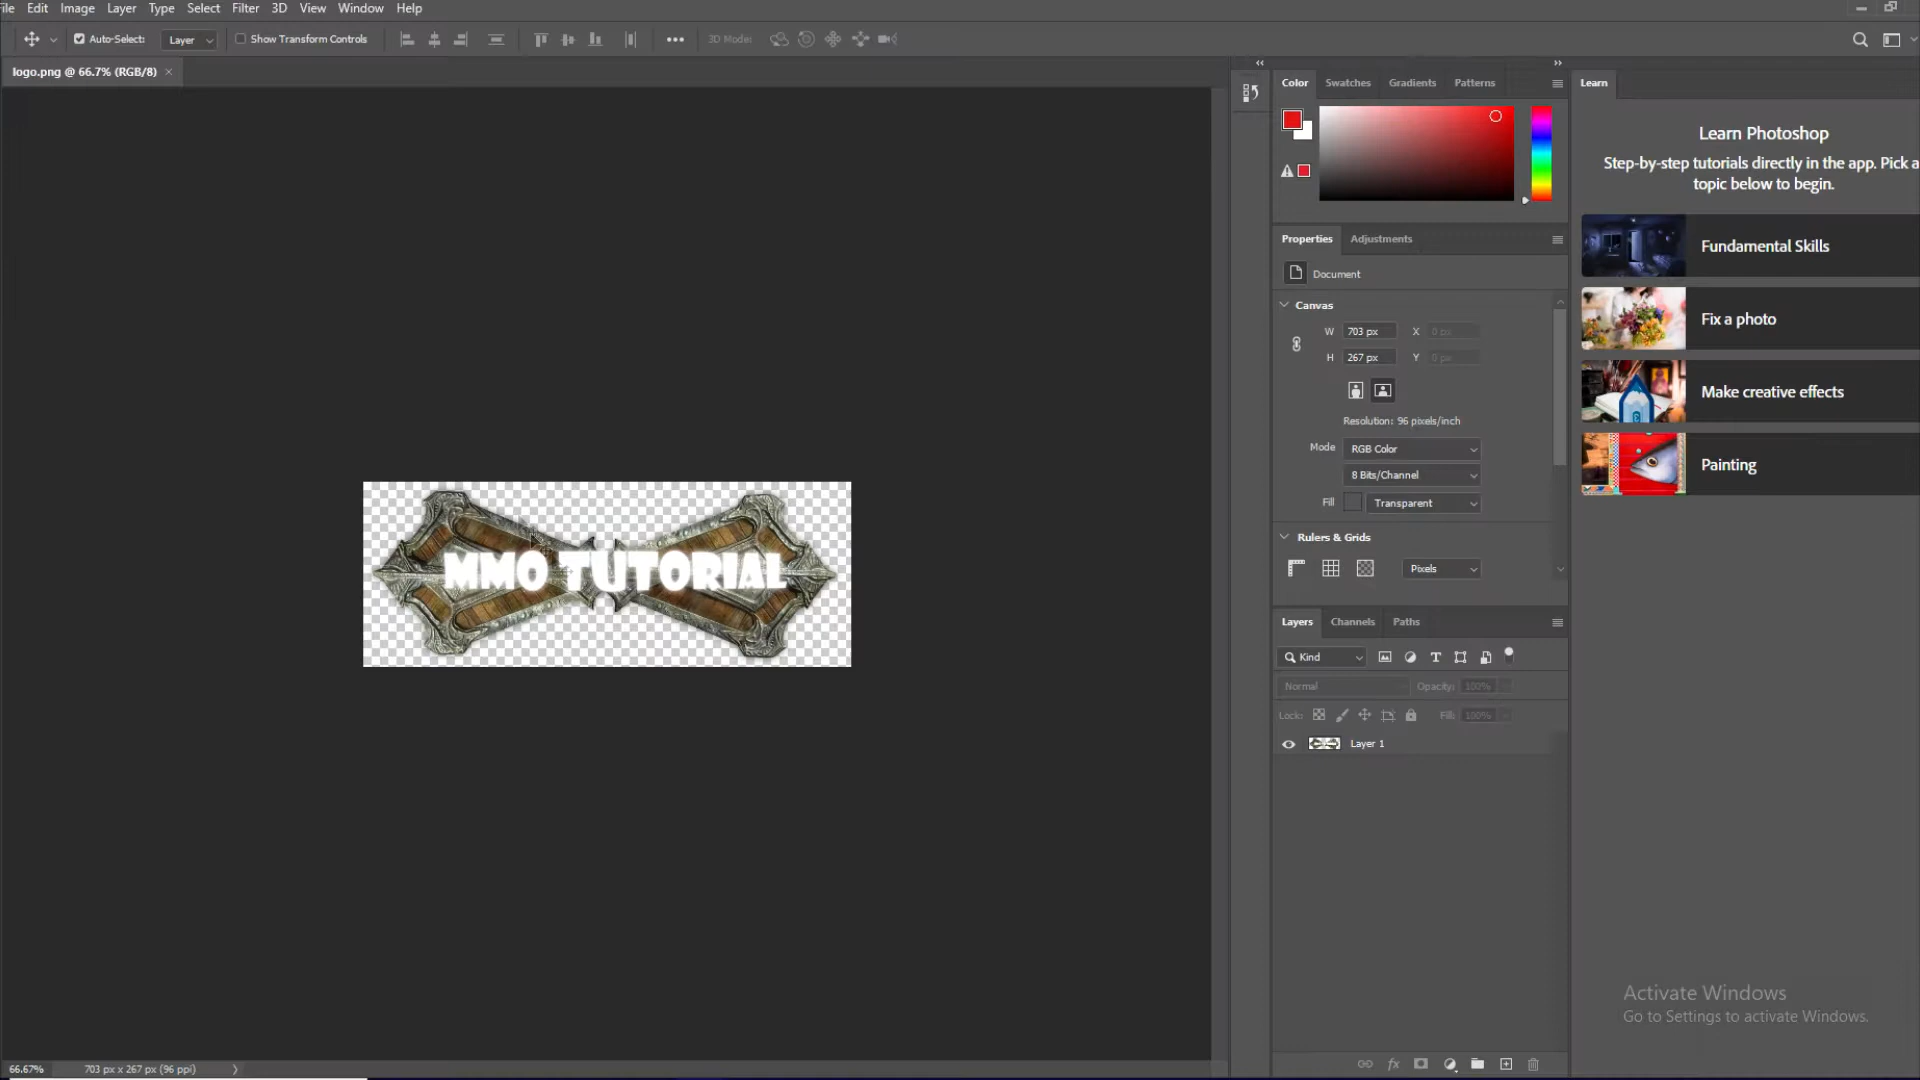 ile Edit Image Layer Type Select Filter 3D View Window Help
Auto-Select: Layer Show Transform Controls 3D Mode:
logo.png @ 66.7% (RGB/8)
MMO TUTORIAL
66.67% 703 px x 267 px (96 ppi)
Color Swatches Gradients Patterns
Properties Adjustments
Document
Canvas
W 703 px X 0 px
H 267 px Y 0 px
Resolution: 96 pixels/inch
Mode RGB Color
8 Bits/Channel
Fill Transparent
Rulers & Grids
Pixels
Layers Channels Paths
Kind
Normal Opacity: 100%
Lock: Fill: 100%
Layer 1
fx
Learn
Learn Photoshop
Step-by-step tutorials directly in the app. Pick a
topic below to begin.
Fundamental Skills
Fix a photo
Make creative effects
Painting
Activate Windows
Go to Settings to activate Windows.